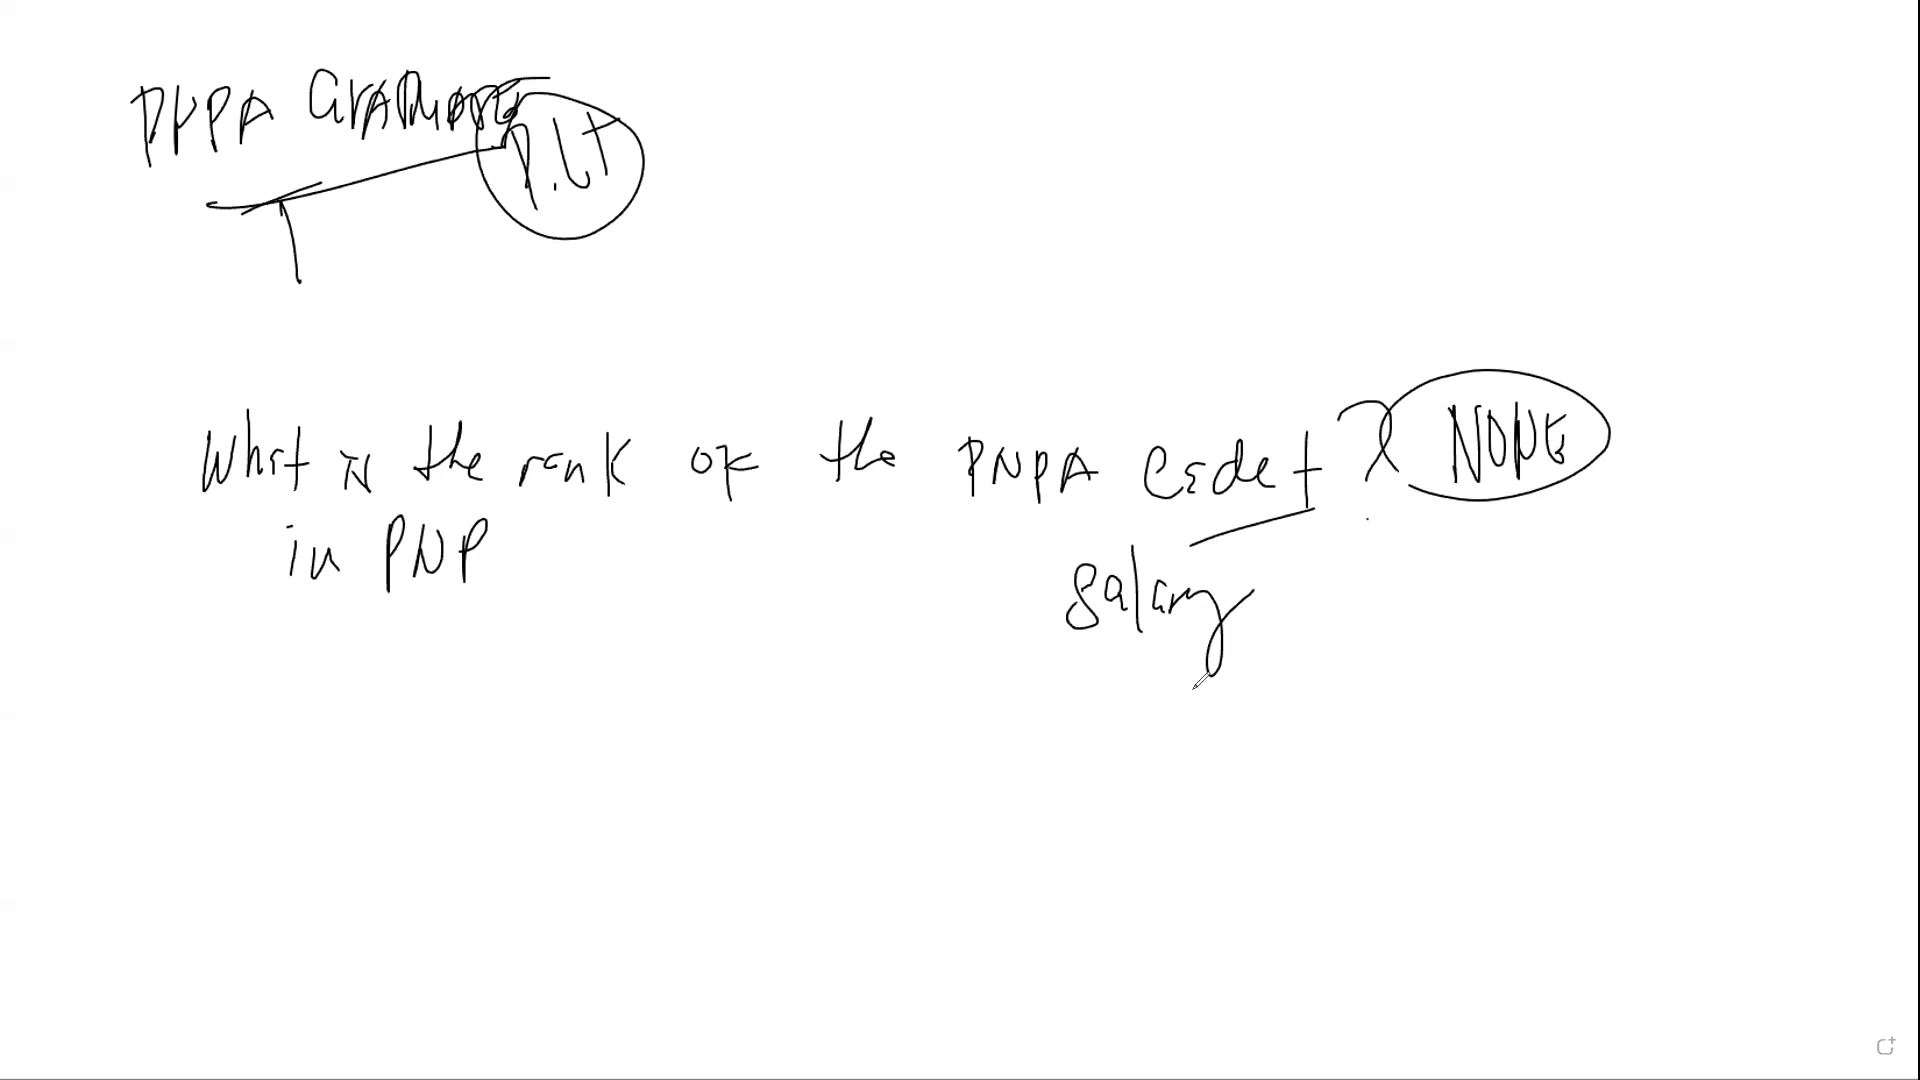 PNPA GRADUATE P.Lt
What is the rank of the PNPA Cadet? NONE
in PNP
salary